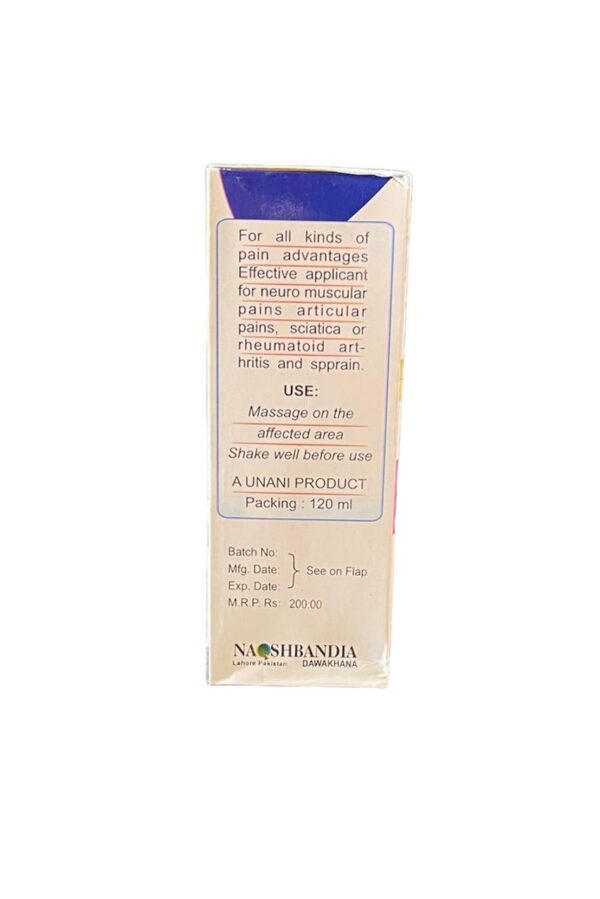 For all kinds of
pain advantages
Effective applicant
for neuro muscular
pains articular
pains, sciatica or
rheumatoid art-
hritis and spprain.
USE:
Massage on the
affected area
Shake well before use
A UNANI PRODUCT
Packing : 120 ml
Batch No:
Mfg. Date: } See on Flap
Exp. Date:
M.R.P. Rs: 200:00
NAQSHBANDIA
Lahore Pakistan DAWAKHANA